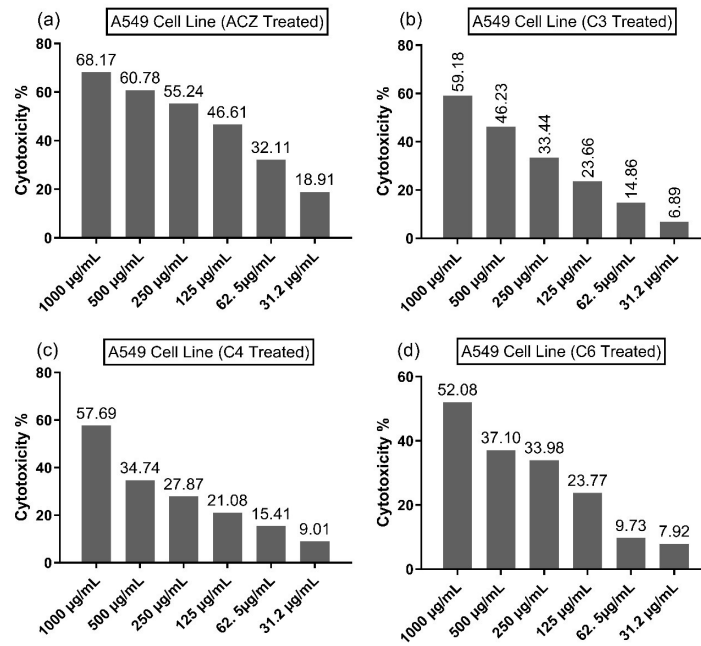 (a)
A549 Cell Line (ACZ Treated)
Cytotoxicity %
80
60
40
20
0
68.17
60.78
55.24
46.61
32.11
18.91
1000 µg/mL
500 µg/mL
250 µg/mL
125 µg/mL
62. 5µg/mL
31.2 µg/mL
(b)
A549 Cell Line (C3 Treated)
Cytotoxicity %
80
60
40
20
0
59.18
46.23
33.44
23.66
14.86
6.89
1000 µg/mL
500 µg/mL
250 µg/mL
125 µg/mL
62. 5µg/mL
31.2 µg/mL
(c)
A549 Cell Line (C4 Treated)
Cytotoxicity %
80
60
40
20
0
57.69
34.74
27.87
21.08
15.41
9.01
1000 µg/mL
500 µg/mL
250 µg/mL
125 µg/mL
62. 5µg/mL
31.2 µg/mL
(d)
A549 Cell Line (C6 Treated)
Cytotoxicity %
60
40
20
0
52.08
37.10
33.98
23.77
9.73
7.92
1000 µg/mL
500 µg/mL
250 µg/mL
125 µg/mL
62. 5µg/mL
31.2 µg/mL